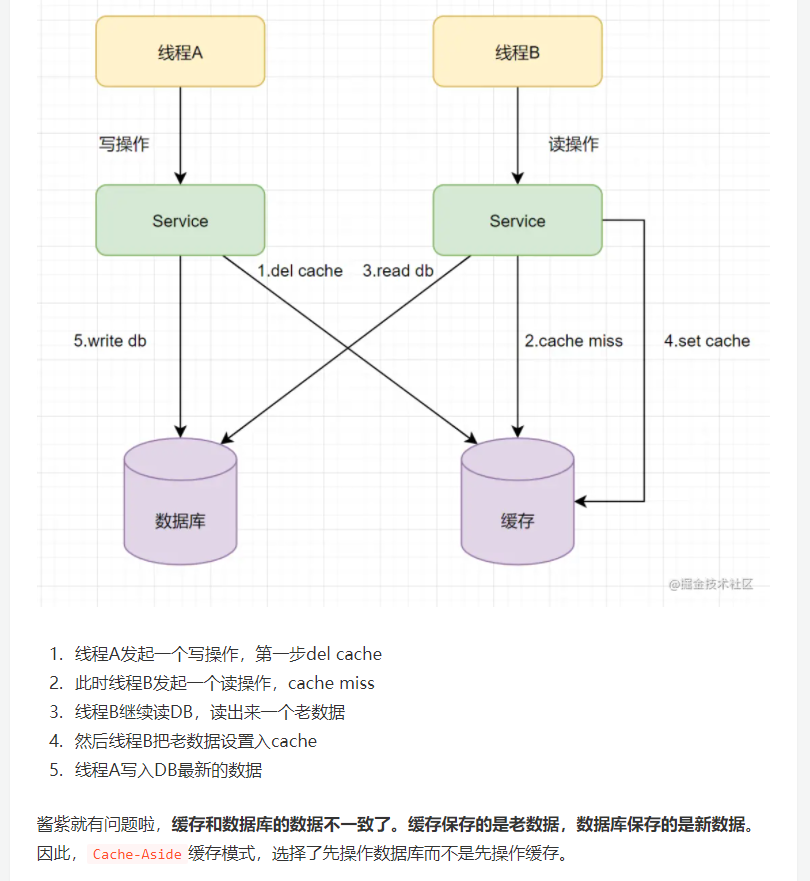 线程A
线程B
写操作
读操作
Service
Service
1.del cache
3.read db
5.write db
2.cache miss
4.set cache
数据库
缓存
@掘金技术社区
1. 线程A发起一个写操作，第一步del cache
2. 此时线程B发起一个读操作，cache miss
3. 线程B继续读DB，读出来一个老数据
4. 然后线程B把老数据设置入cache
5. 线程A写入DB最新的数据
酱紫就有问题啦，缓存和数据库的数据不一致了。缓存保存的是老数据，数据库保存的是新数据。
因此，Cache-Aside 缓存模式，选择了先操作数据库而不是先操作缓存。